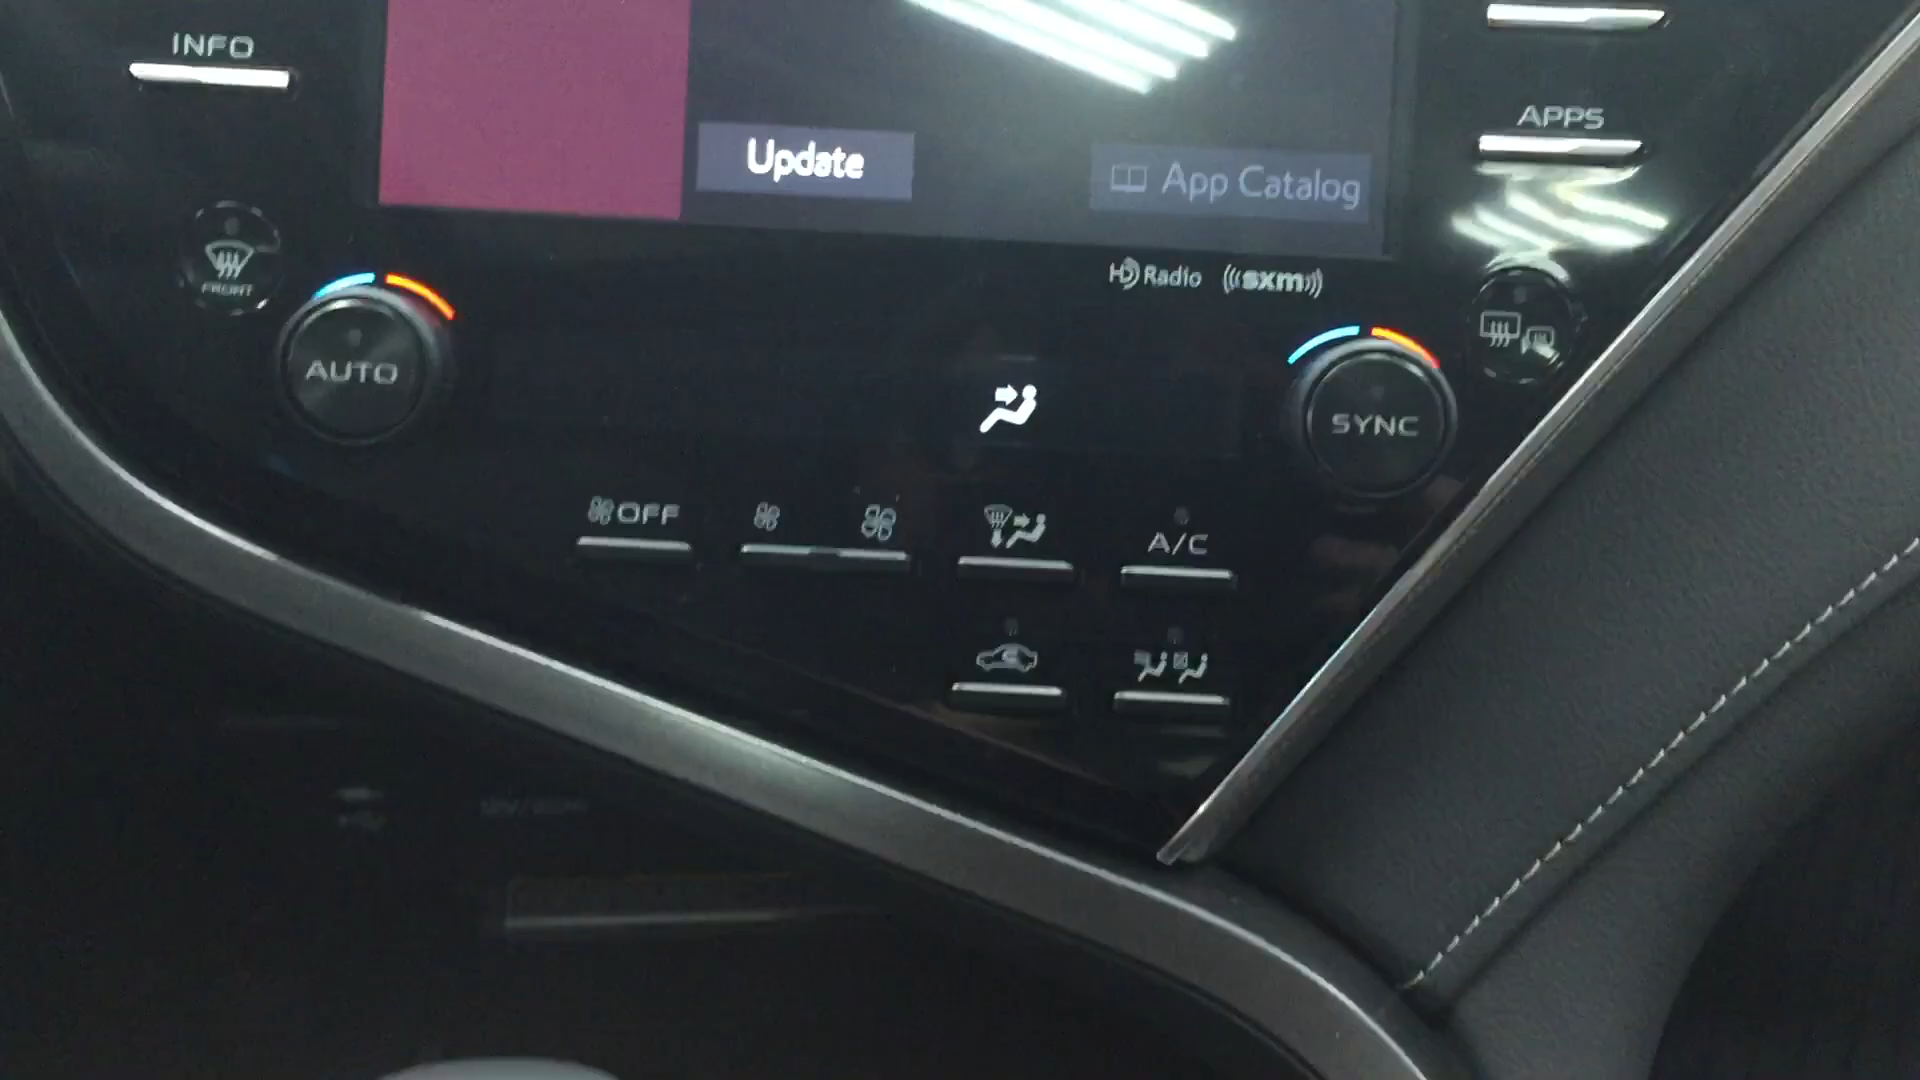 INFO
APPS
Update
App Catalog
FRONT
HD Radio
sxm
AUTO
SYNC
OFF
A/C